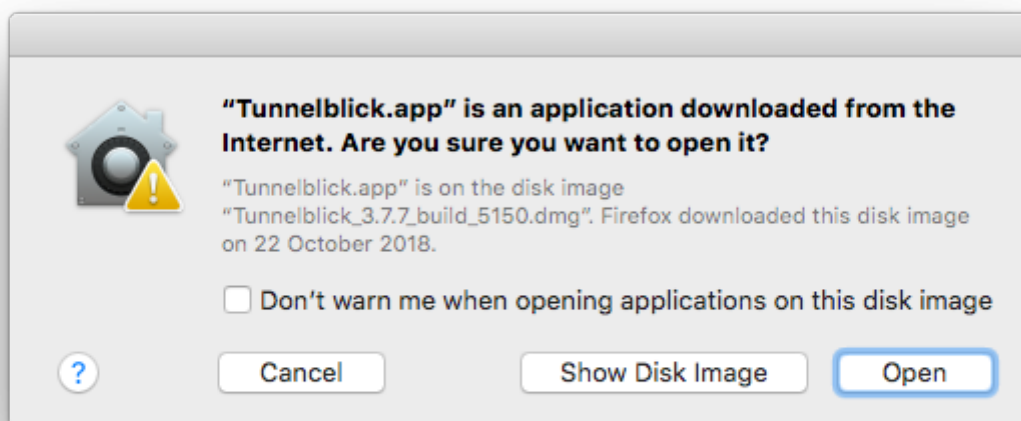 “Tunnelblick.app” is an application downloaded from the
Internet. Are you sure you want to open it?
“Tunnelblick.app” is on the disk image
“Tunnelblick_3.7.7_build_5150.dmg”. Firefox downloaded this disk image
on 22 October 2018.
Don’t warn me when opening applications on this disk image
? Cancel Show Disk Image Open